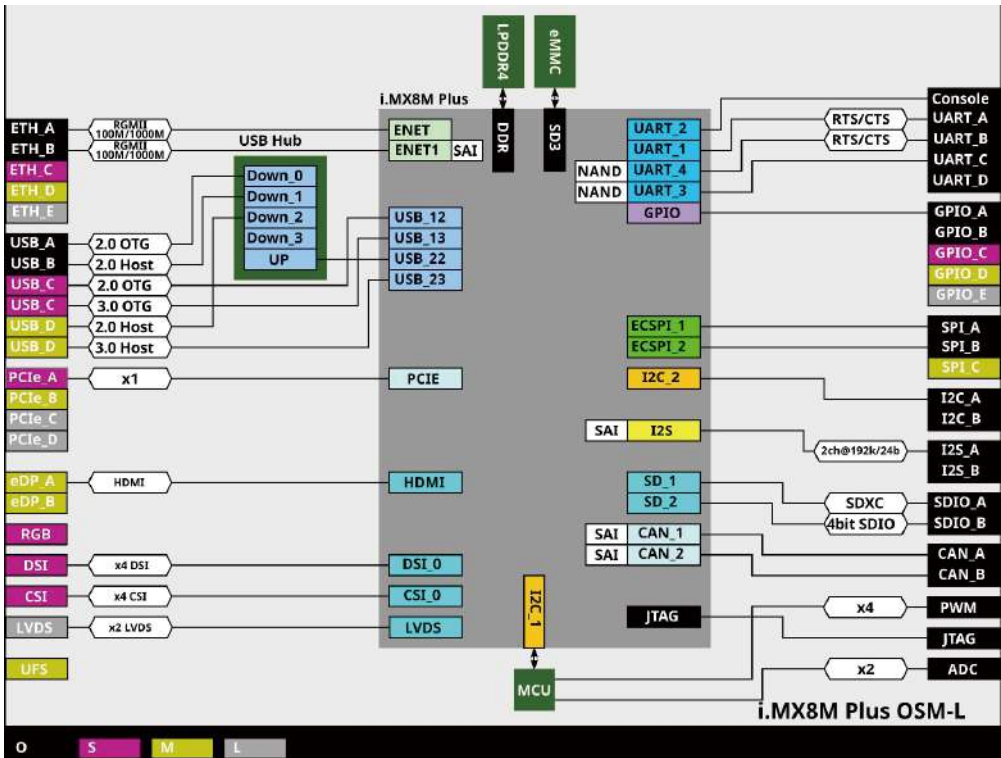 LPDDR4
eMMC
i.MX8M Plus
DDR
SD3
ETH_A
RGMII
100M/1000M
ENET
ETH_B
RGMII
100M/1000M
ENET1
SAI
ETH_C
ETH_D
ETH_E
USB Hub
Down_0
Down_1
Down_2
Down_3
UP
USB_12
USB_13
USB_22
USB_23
USB_A
2.0 OTG
USB_B
2.0 Host
USB_C
2.0 OTG
USB_C
3.0 OTG
USB_D
2.0 Host
USB_D
3.0 Host
PCIe_A
x1
PCIE
PCIe_B
PCIe_C
PCIe_D
eDP_A
HDMI
HDMI
eDP_B
RGB
DSI
x4 DSI
DSI_0
CSI
x4 CSI
CSI_0
LVDS
x2 LVDS
LVDS
UFS
UART_2
UART_1
NAND
UART_4
NAND
UART_3
GPIO
Console
RTS/CTS
UART_A
RTS/CTS
UART_B
UART_C
UART_D
GPIO_A
GPIO_B
GPIO_C
GPIO_D
GPIO_E
ECSPI_1
ECSPI_2
SPI_A
SPI_B
SPI_C
I2C_2
I2C_A
I2C_B
SAI
I2S
2ch@192k/24b
I2S_A
I2S_B
SD_1
SD_2
SDXC
SDIO_A
4bit SDIO
SDIO_B
SAI
CAN_1
SAI
CAN_2
CAN_A
CAN_B
I2C_1
JTAG
x4
PWM
JTAG
MCU
x2
ADC
i.MX8M Plus OSM-L
O
S
M
L